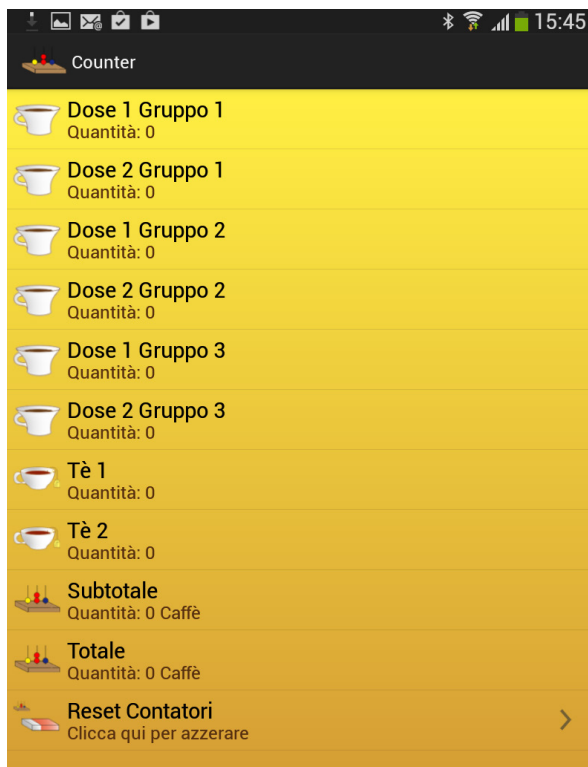 15:45
Counter
Dose 1 Gruppo 1
Quantità: 0
Dose 2 Gruppo 1
Quantità: 0
Dose 1 Gruppo 2
Quantità: 0
Dose 2 Gruppo 2
Quantità: 0
Dose 1 Gruppo 3
Quantità: 0
Dose 2 Gruppo 3
Quantità: 0
Tè 1
Quantità: 0
Tè 2
Quantità: 0
Subtotale
Quantità: 0 Caffè
Totale
Quantità: 0 Caffè
Reset Contatori
Clicca qui per azzerare